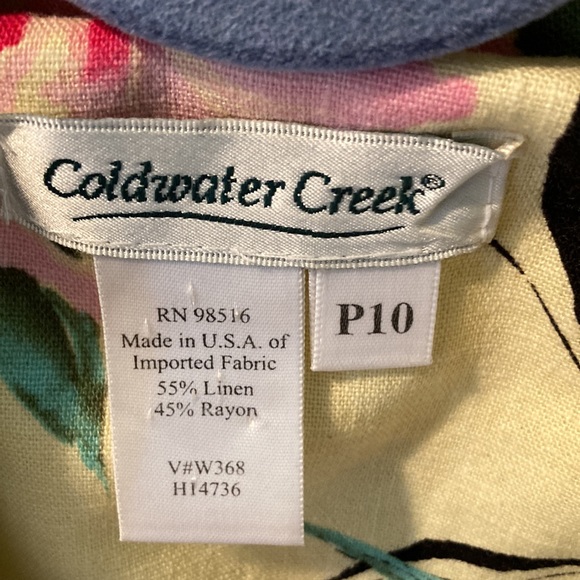 Coldwater Creek®
P10
RN 98516
Made in U.S.A. of
Imported Fabric
55% Linen
45% Rayon
V#W368
H14736